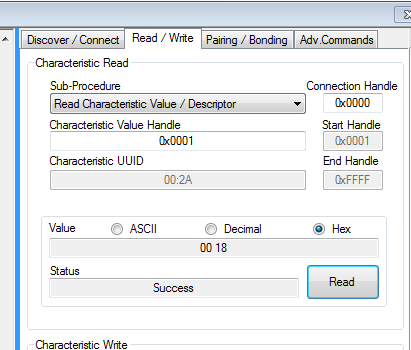 Discover / Connect Read / Write Pairing / Bonding Adv.Commands
Characteristic Read
Sub-Procedure Connection Handle
Read Characteristic Value / Descriptor 0x0000
Characteristic Value Handle Start Handle
0x0001 0x0001
Characteristic UUID End Handle
00:2A 0xFFFF
Value ASCII Decimal Hex
00 18
Status
Success Read
Characteristic Write